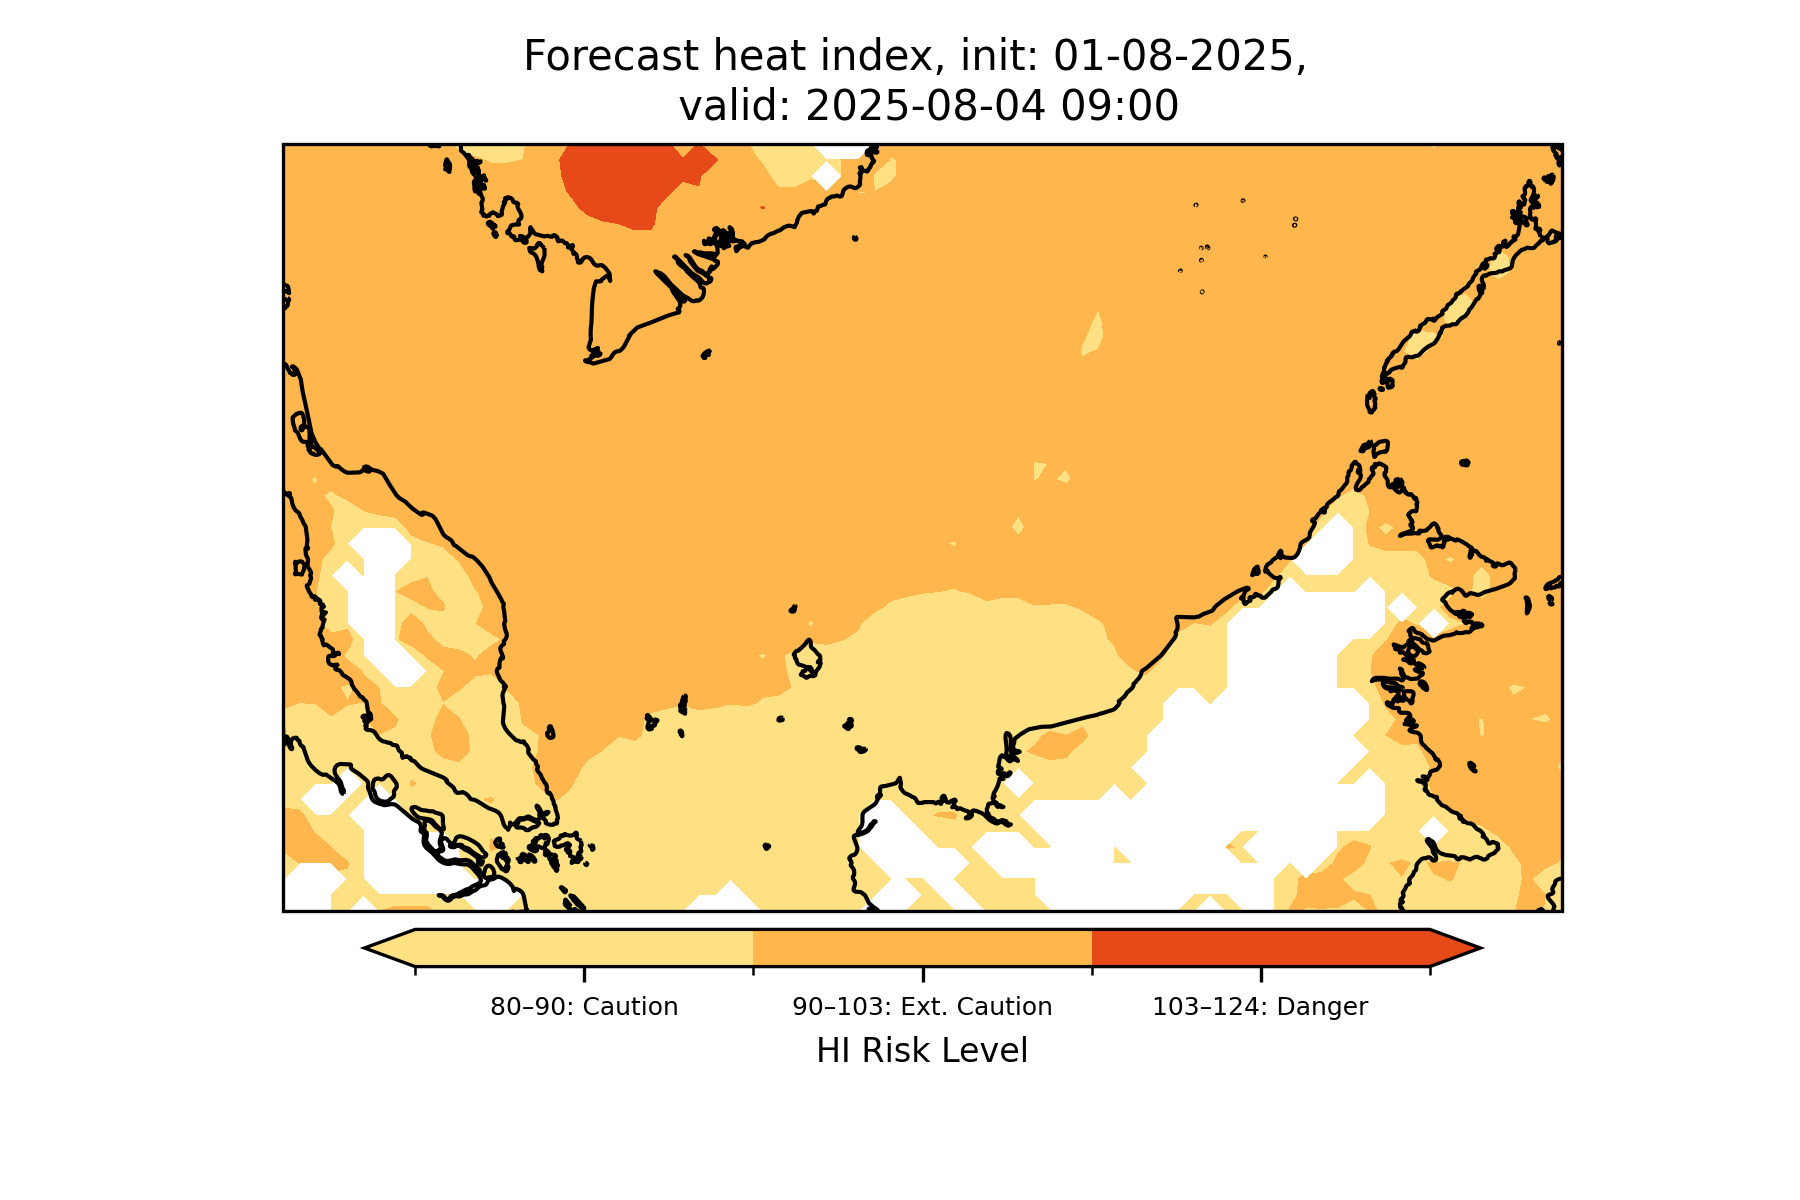 Forecast heat index, init: 01-08-2025,
valid: 2025-08-04 09:00
80–90: Caution
90–103: Ext. Caution
103–124: Danger
HI Risk Level